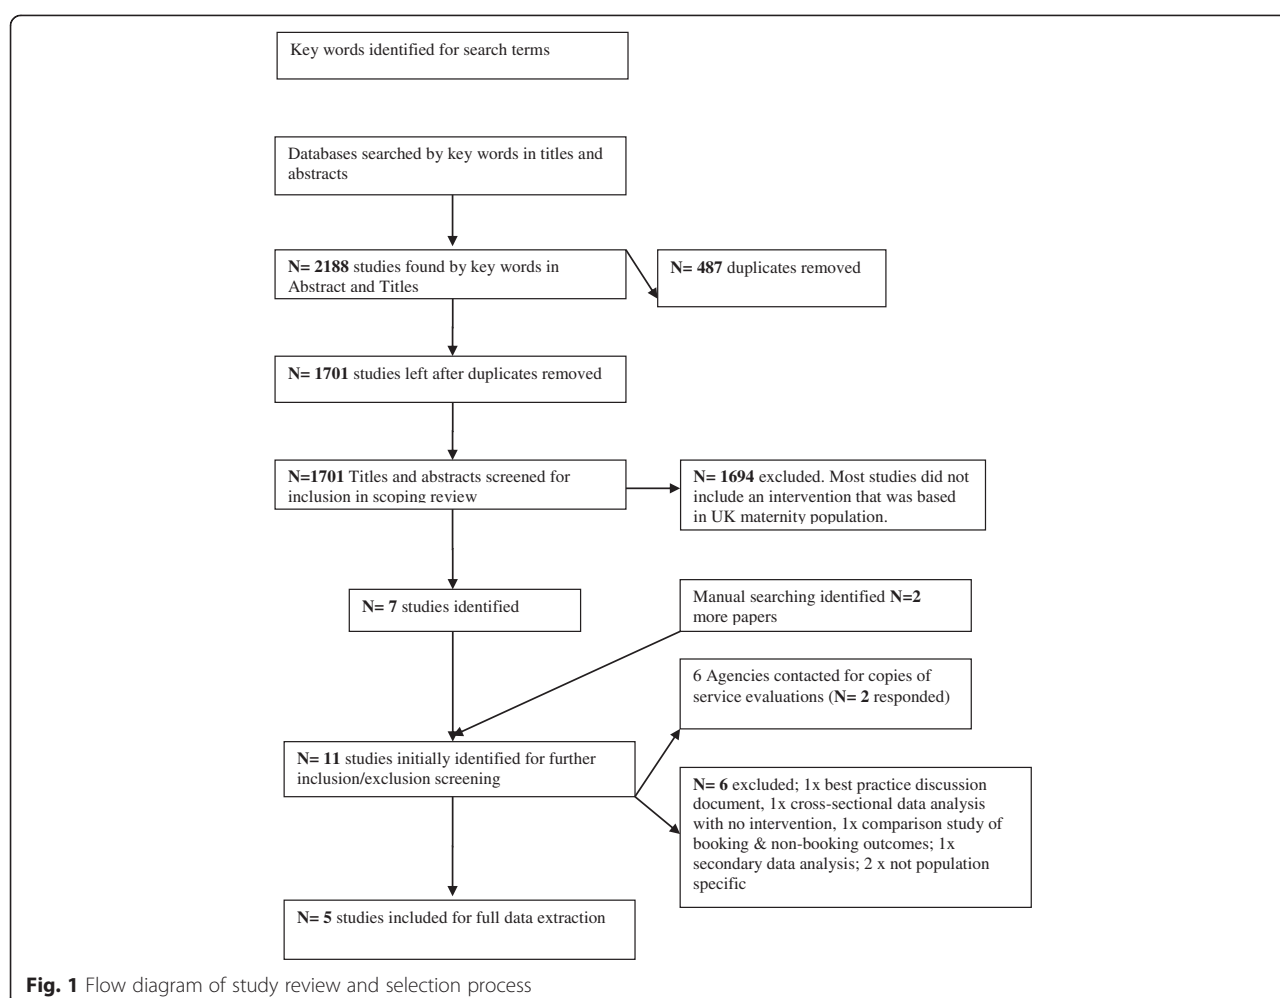 Key words identified for search terms
Databases searched by key words in titles and
abstracts
N= 2188 studies found by key words in
Abstract and Titles
N= 487 duplicates removed
N= 1701 studies left after duplicates removed
N=1701 Titles and abstracts screened for
inclusion in scoping review
N= 1694 excluded. Most studies did not
include an intervention that was based
in UK maternity population.
N= 7 studies identified
Manual searching identified N=2
more papers
6 Agencies contacted for copies of
service evaluations (N= 2 responded)
N= 11 studies initially identified for further
inclusion/exclusion screening
N= 6 excluded; 1x best practice discussion
document, 1x cross-sectional data analysis
with no intervention, 1x comparison study of
booking & non-booking outcomes; 1x
secondary data analysis; 2 x not population
specific
N= 5 studies included for full data extraction
Fig. 1 Flow diagram of study review and selection process